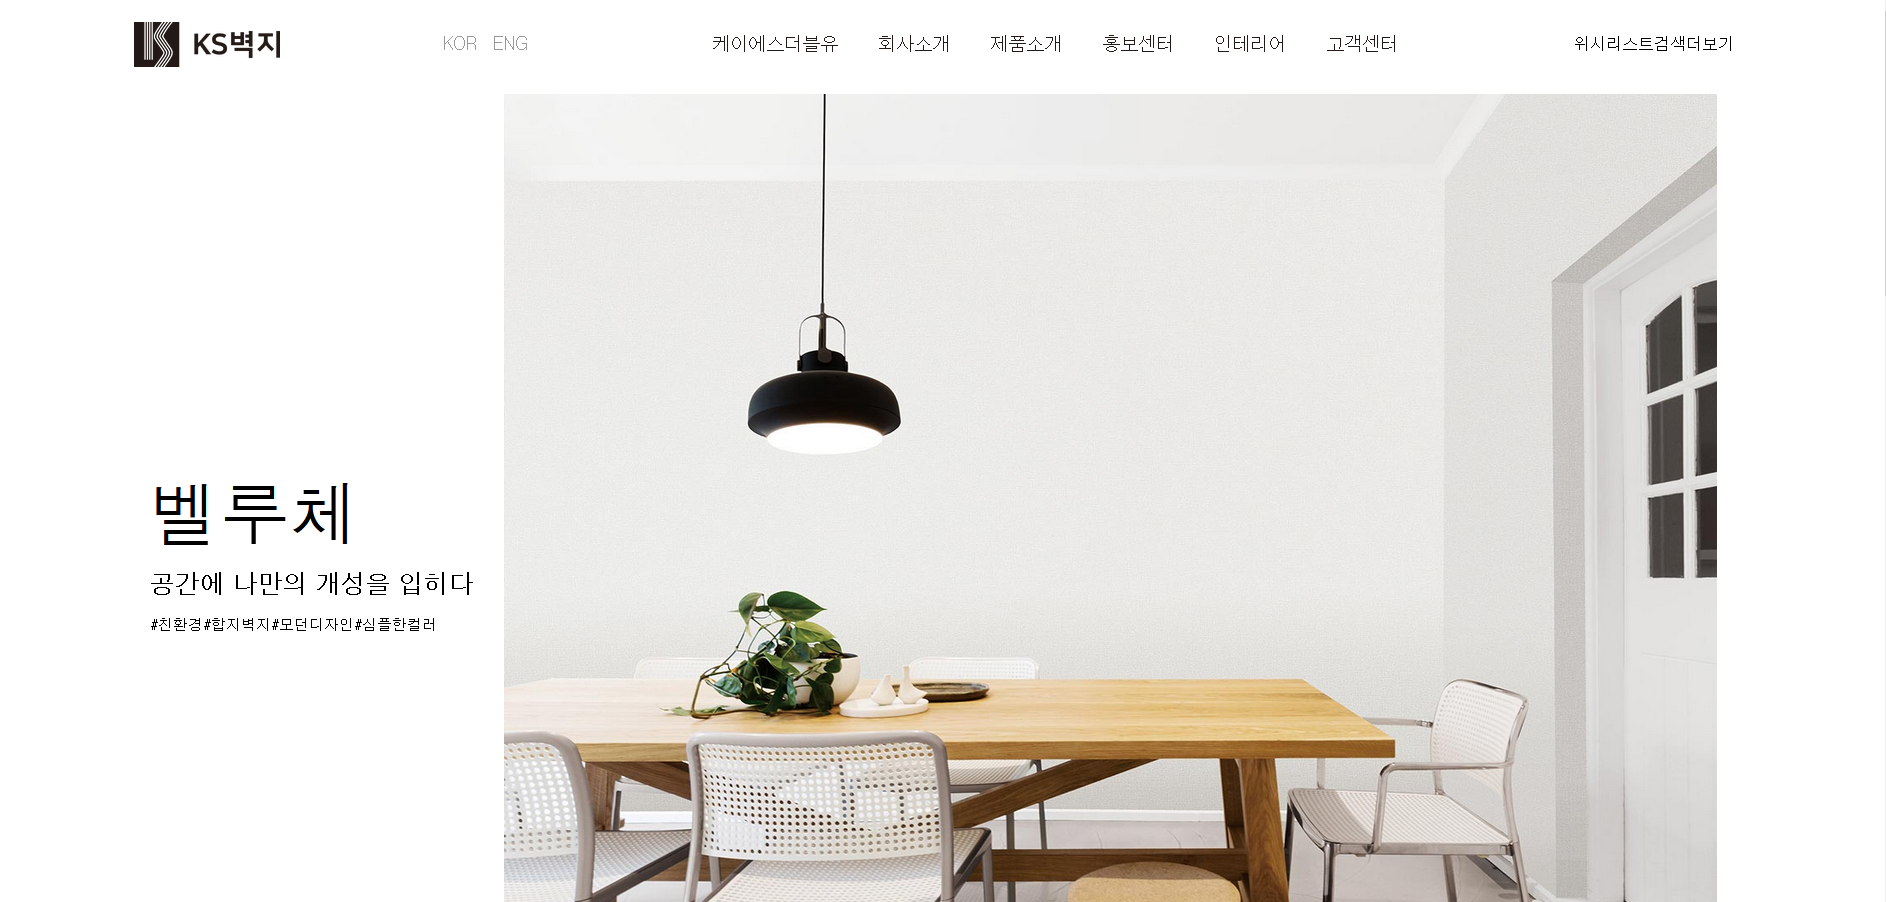 KS벽지
KOR ENG
케이에스더블유 회사소개 제품소개 홍보센터 인테리어 고객센터
위시리스트검색더보기
벨루체
공간에 나만의 개성을 입히다
#친환경#합지벽지#모던디자인#심플한컬러